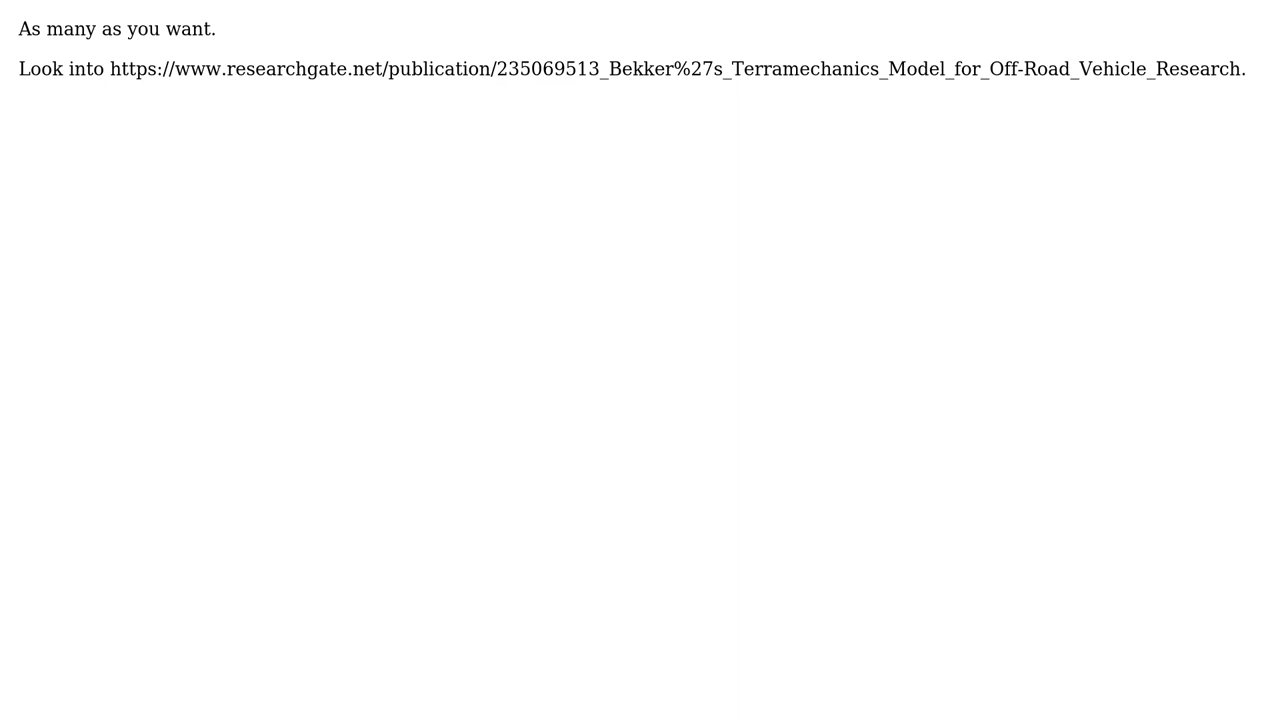 As many as you want.
Look into https://www.researchgate.net/publication/235069513_Bekker%27s_Terramechanics_Model_for_Off-Road_Vehicle_Research.